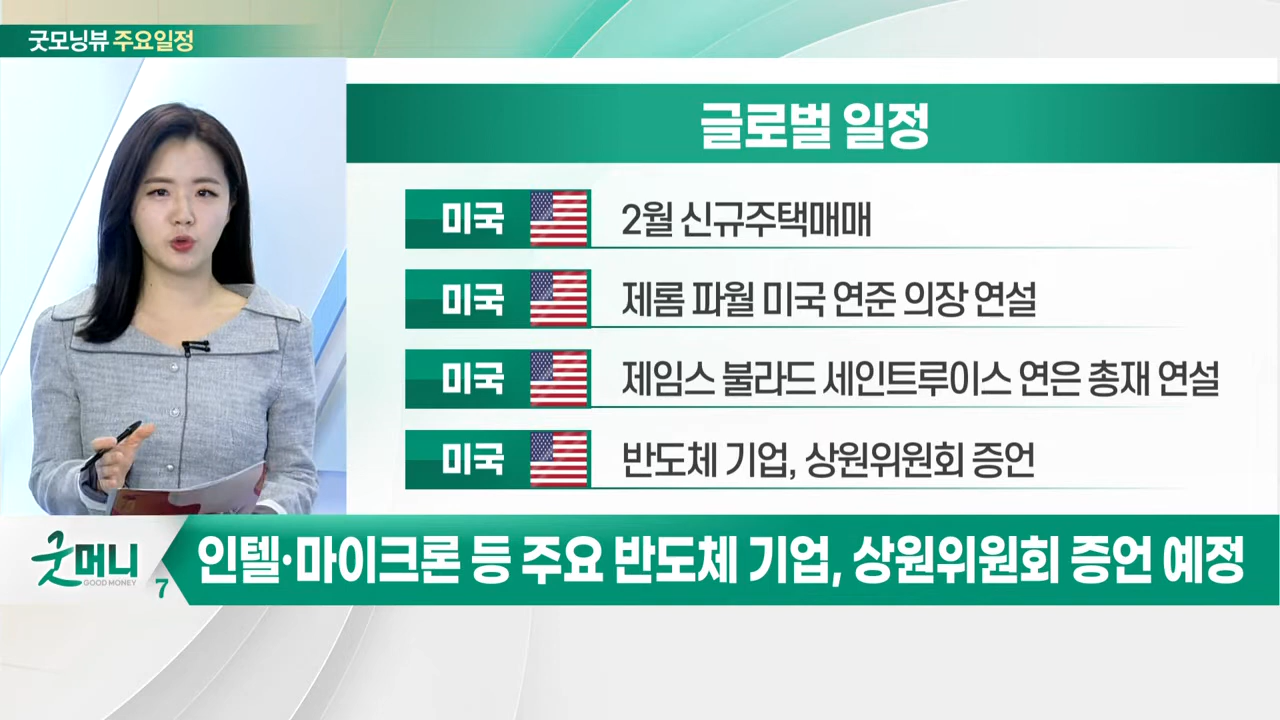 굿모닝뷰 주요일정
글로벌 일정
미국 2월 신규주택매매
미국 제롬 파월 미국 연준 의장 연설
미국 제임스 불라드 세인트루이스 연은 총재 연설
미국 반도체 기업, 상원위원회 증언
굿머니 GOOD MONEY 7
인텔·마이크론 등 주요 반도체 기업, 상원위원회 증언 예정